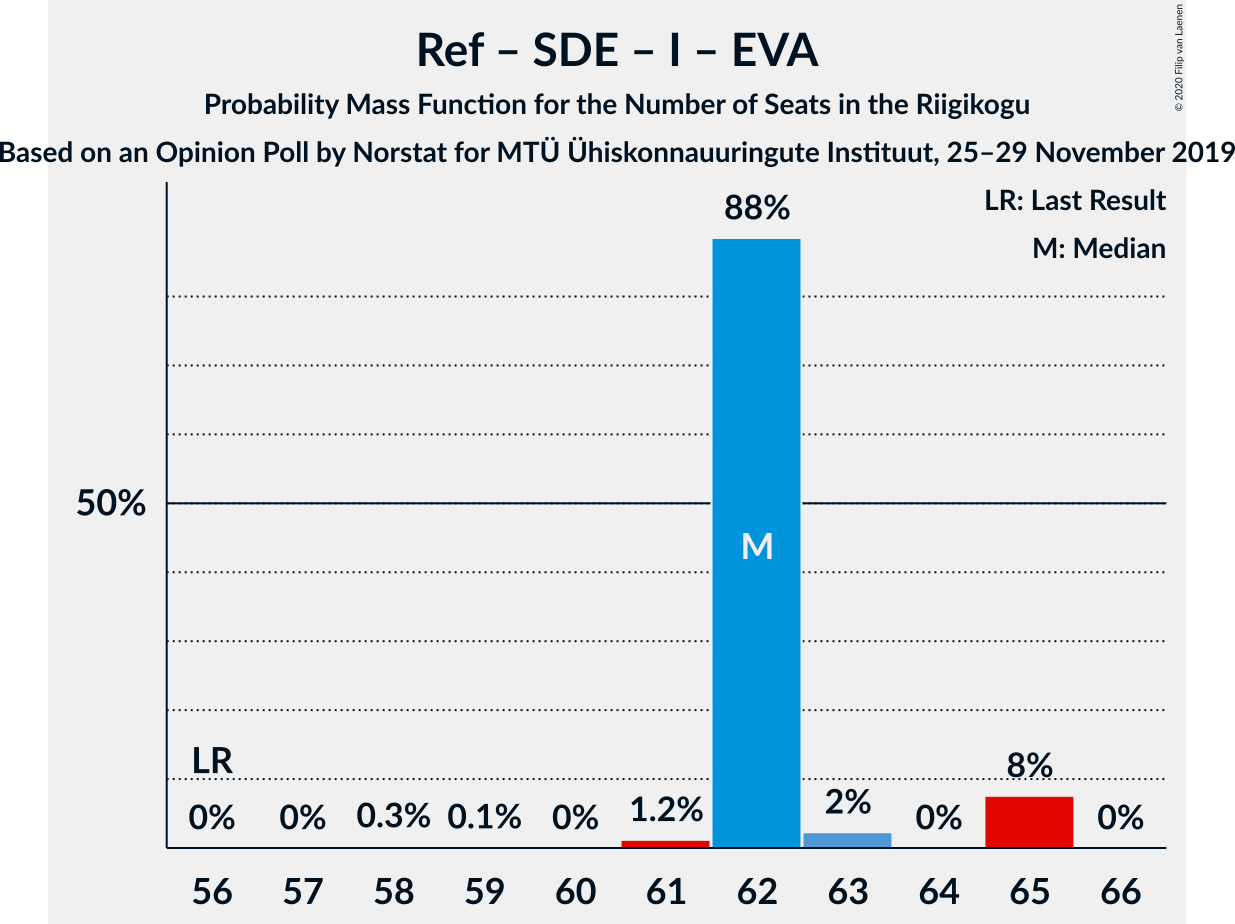 Ref – SDE – I – EVA
Probability Mass Function for the Number of Seats in the Riigikogu
Based on an Opinion Poll by Norstat for MTÜ Ühiskonnauuringute Instituut, 25–29 November 2019
© 2020 Filip van Laenen
LR: Last Result
M: Median
88%
50%
M
LR
0% 0% 0.3% 0.1% 0% 1.2% 2% 0% 8% 0%
56 57 58 59 60 61 62 63 64 65 66